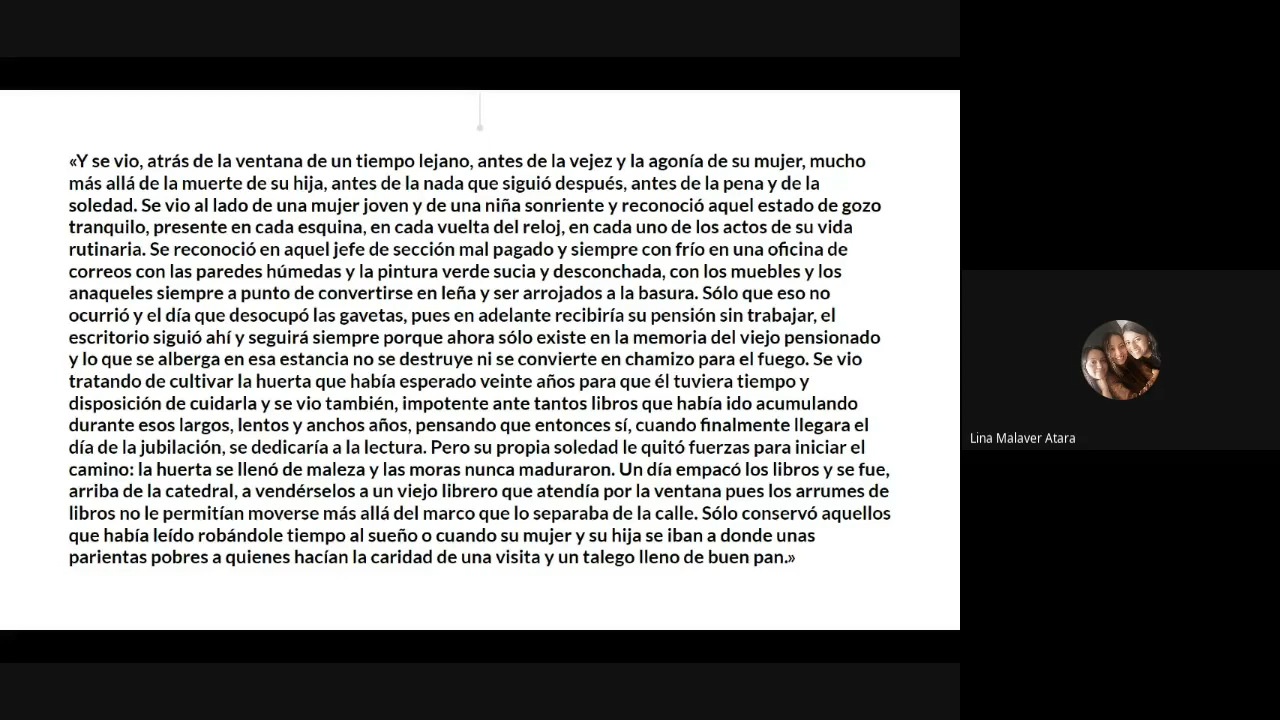 «Y se vio, atrás de la ventana de un tiempo lejano, antes de la vejez y la agonía de su mujer, mucho
más allá de la muerte de su hija, antes de la nada que siguió después, antes de la pena y de la
soledad. Se vio al lado de una mujer joven y de una niña sonriente y reconoció aquel estado de gozo
tranquilo, presente en cada esquina, en cada vuelta del reloj, en cada uno de los actos de su vida
rutinaria. Se reconoció en aquel jefe de sección mal pagado y siempre con frío en una oficina de
correos con las paredes húmedas y la pintura verde sucia y desconchada, con los muebles y los
anaqueles siempre a punto de convertirse en leña y ser arrojados a la basura. Sólo que eso no
ocurrió y el día que desocupó las gavetas, pues en adelante recibiría su pensión sin trabajar, el
escritorio siguió ahí y seguirá siempre porque ahora sólo existe en la memoria del viejo pensionado
y lo que se alberga en esa estancia no se destruye ni se convierte en chamizo para el fuego. Se vio
tratando de cultivar la huerta que había esperado veinte años para que él tuviera tiempo y
disposición de cuidarla y se vio también, impotente ante tantos libros que había ido acumulando
durante esos largos, lentos y anchos años, pensando que entonces sí, cuando finalmente llegara el
día de la jubilación, se dedicaría a la lectura. Pero su propia soledad le quitó fuerzas para iniciar el
camino: la huerta se llenó de maleza y las moras nunca maduraron. Un día empacó los libros y se fue,
arriba de la catedral, a vendérselos a un viejo librero que atendía por la ventana pues los arrumes de
libros no le permitían moverse más allá del marco que lo separaba de la calle. Sólo conservó aquellos
que había leído robándole tiempo al sueño o cuando su mujer y su hija se iban a donde unas
parientas pobres a quienes hacían la caridad de una visita y un talego lleno de buen pan.»
Lina Malaver Atara